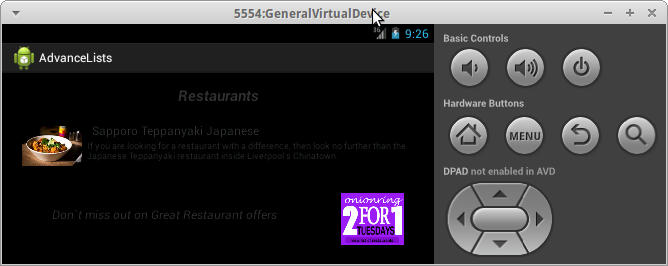 5554:GeneralVirtualDevice
3G 9:26
AdvanceLists
Restaurants
Sapporo Teppanyaki Japanese
If you are looking for a restaurant with a difference, then look no further than the
Japanese Teppanyaki restaurant inside Liverpool's Chinatown.
Don't miss out on Great Restaurant offers
onionring
2 FOR 1
TUESDAYS
Basic Controls
Hardware Buttons
MENU
DPAD not enabled in AVD